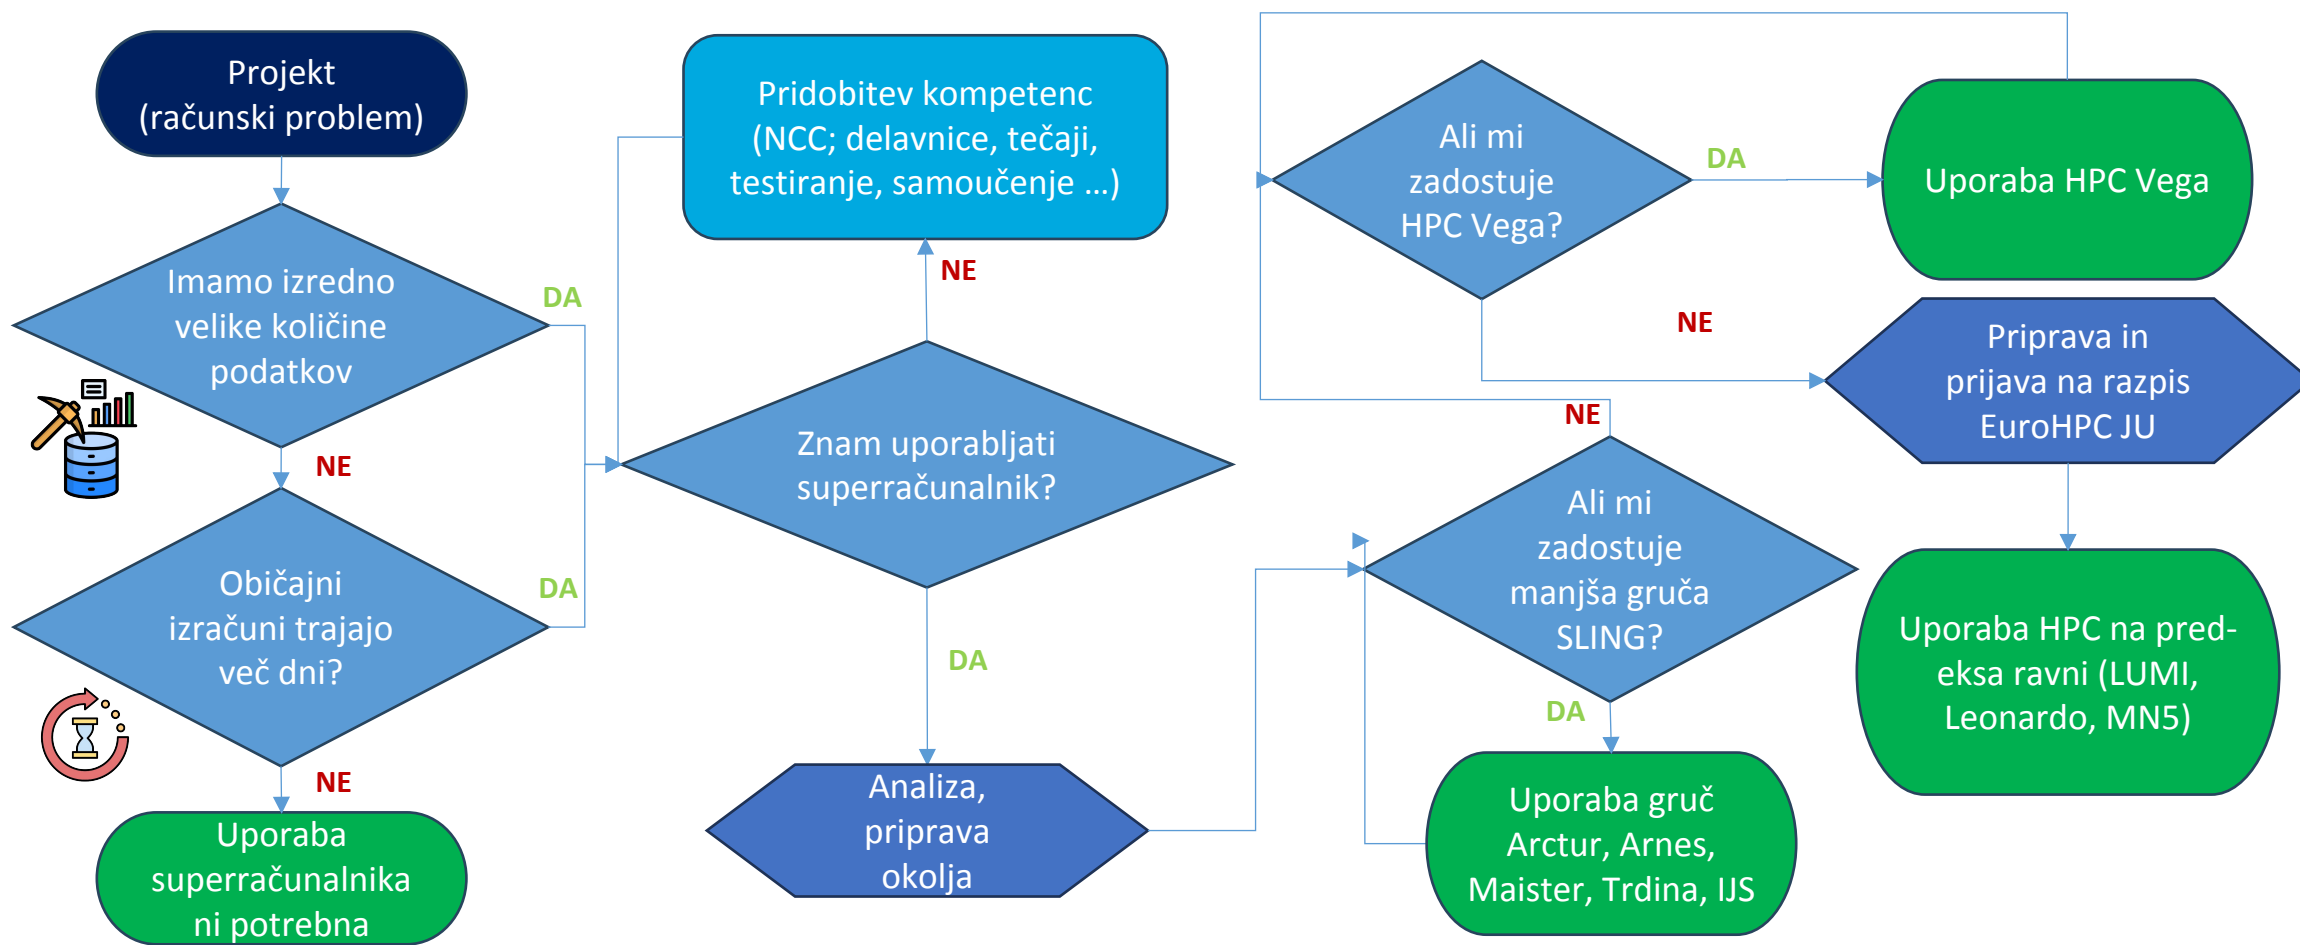 Projekt
(računski problem)
Imamo izredno
velike količine
podatkov
DA
NE
Običajni
izračuni trajajo
več dni?
DA
NE
Uporaba
superračunalnika
ni potrebna
Pridobitev kompetenc
(NCC; delavnice, tečaji,
testiranje, samoučenje ...)
NE
Znam uporabljati
superračunalnik?
DA
Analiza,
priprava
okolja
Ali mi
zadostuje
HPC Vega?
DA
Uporaba HPC Vega
NE
Priprava in
prijava na razpis
EuroHPC JU
NE
Ali mi
zadostuje
manjša gruča
SLING?
DA
Uporaba gruč
Arctur, Arnes,
Maister, Trdina, IJS
Uporaba HPC na pred-
eksa ravni (LUMI,
Leonardo, MN5)